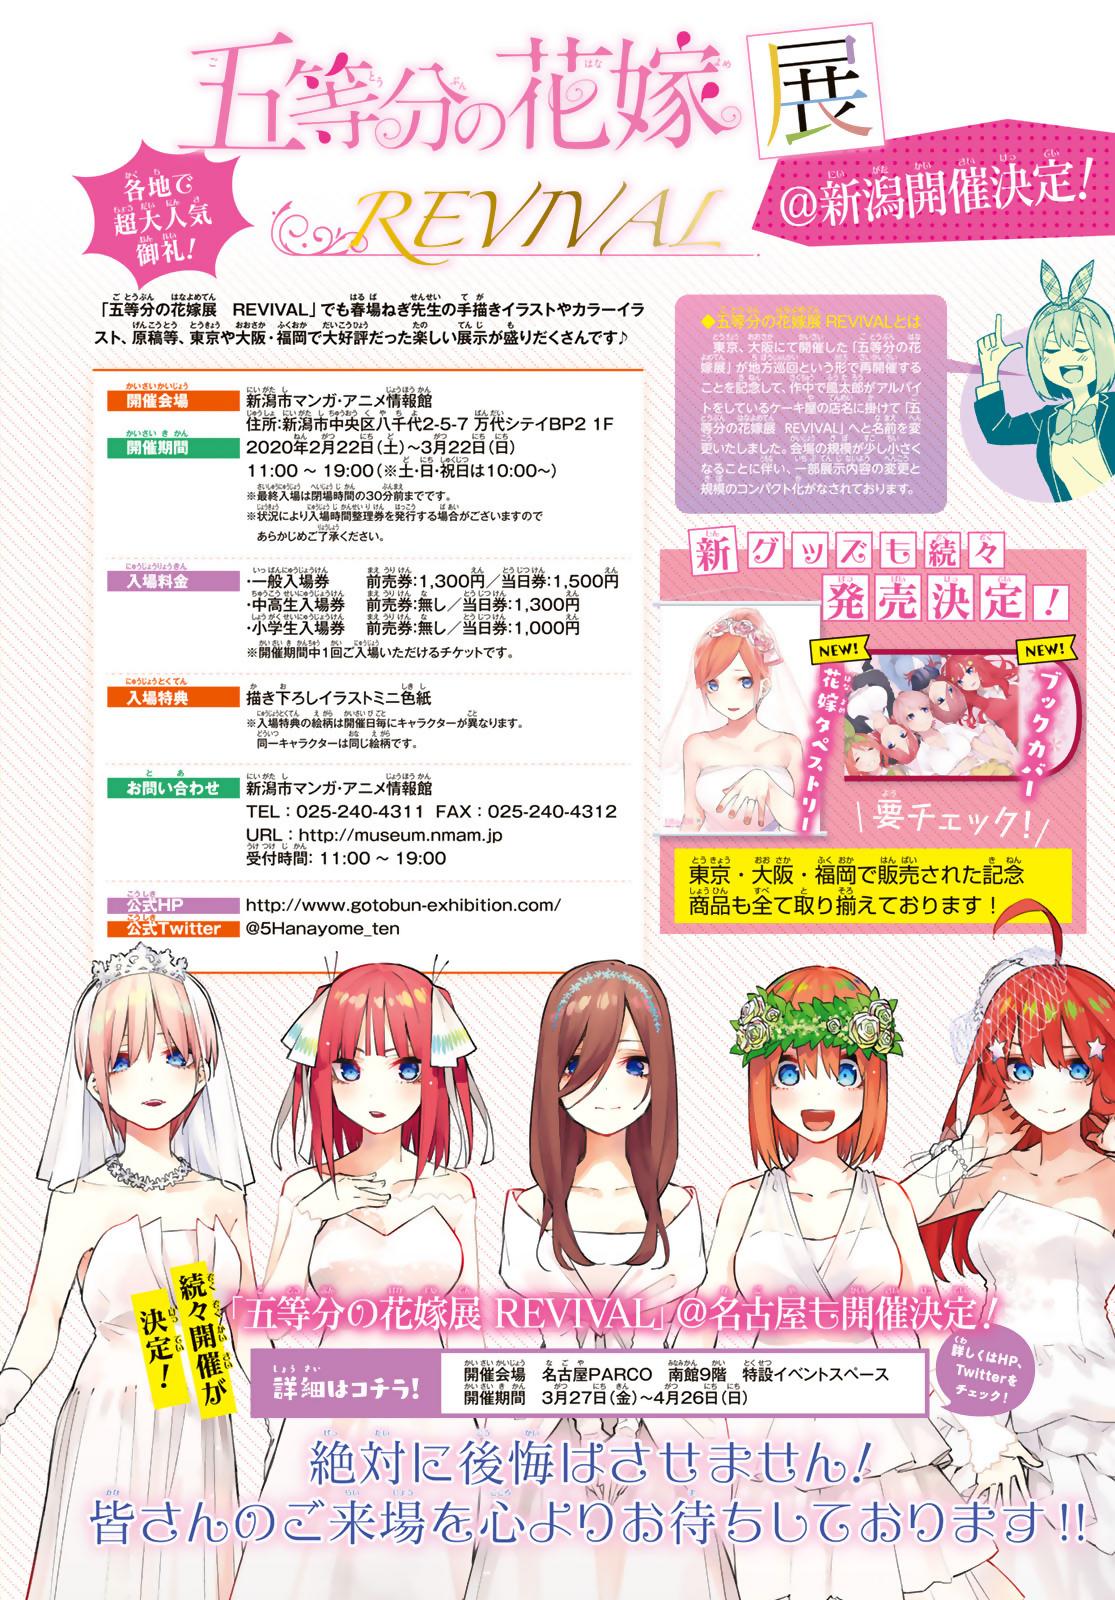 五等分の花嫁展
REVIVAL
@新潟開催決定!
各地で
超大人気
御礼!
「五等分の花嫁展 REVIVAL」でも春場ねぎ先生の手描きイラストやカラーイラ
スト、原稿等、東京や大阪・福岡で大好評だった楽しい展示が盛りだくさんです♪
開催会場 新潟市マンガ・アニメ情報館
住所:新潟市中央区八千代2-5-7 万代シテイBP2 1F
開催期間 2020年2月22日(土)~3月22日(日)
11:00 ~ 19:00(※土・日・祝日は10:00~)
※最終入場は閉場時間の30分前までです。
※状況により入場時間整理券を発行する場合がございますので
あらかじめご了承ください。
入場料金 ・一般入場券 前売券:1,300円/当日券:1,500円
・中高生入場券 前売券:無し/当日券:1,300円
・小学生入場券 前売券:無し/当日券:1,000円
※開催期間中1回ご入場いただけるチケットです。
入場特典 描き下ろしイラストミニ色紙
※入場特典の絵柄は開催日毎にキャラクターが異なります。
同一キャラクターは同じ絵柄です。
お問い合わせ 新潟市マンガ・アニメ情報館
TEL:025-240-4311 FAX:025-240-4312
URL:http://museum.nmam.jp
受付時間: 11:00 ~ 19:00
公式HP http://www.gotobun-exhibition.com/
公式Twitter @5Hanayome_ten
◆五等分の花嫁展 REVIVALとは
東京、大阪にて開催した「五等分の花
嫁展」が地方巡回という形で再開催する
ことを記念して、作中で風太郎がアルバイ
トをしているケーキ屋の店名に掛けて「五
等分の花嫁展 REVIVAL」へと名前を変
更いたしました。会場の規模が少し小さく
なることに伴い、一部展示内容の変更と
規模のコンパクト化がなされております。
新グッズも続々
発売決定!
NEW!
花嫁タペストリー
NEW!
ブックカバー
要チェック!
東京・大阪・福岡で販売された記念
商品も全て取り揃えております!
続々開催が
決定!
「五等分の花嫁展 REVIVAL」@名古屋も開催決定!
詳細はコチラ!
開催会場 名古屋PARCO 南館9階 特設イベントスペース
開催期間 3月27日(金)~4月26日(日)
詳しくはHP、
Twitterを
チェック!
絶対に後悔はさせません!
皆さんのご来場を心よりお待ちしております!!